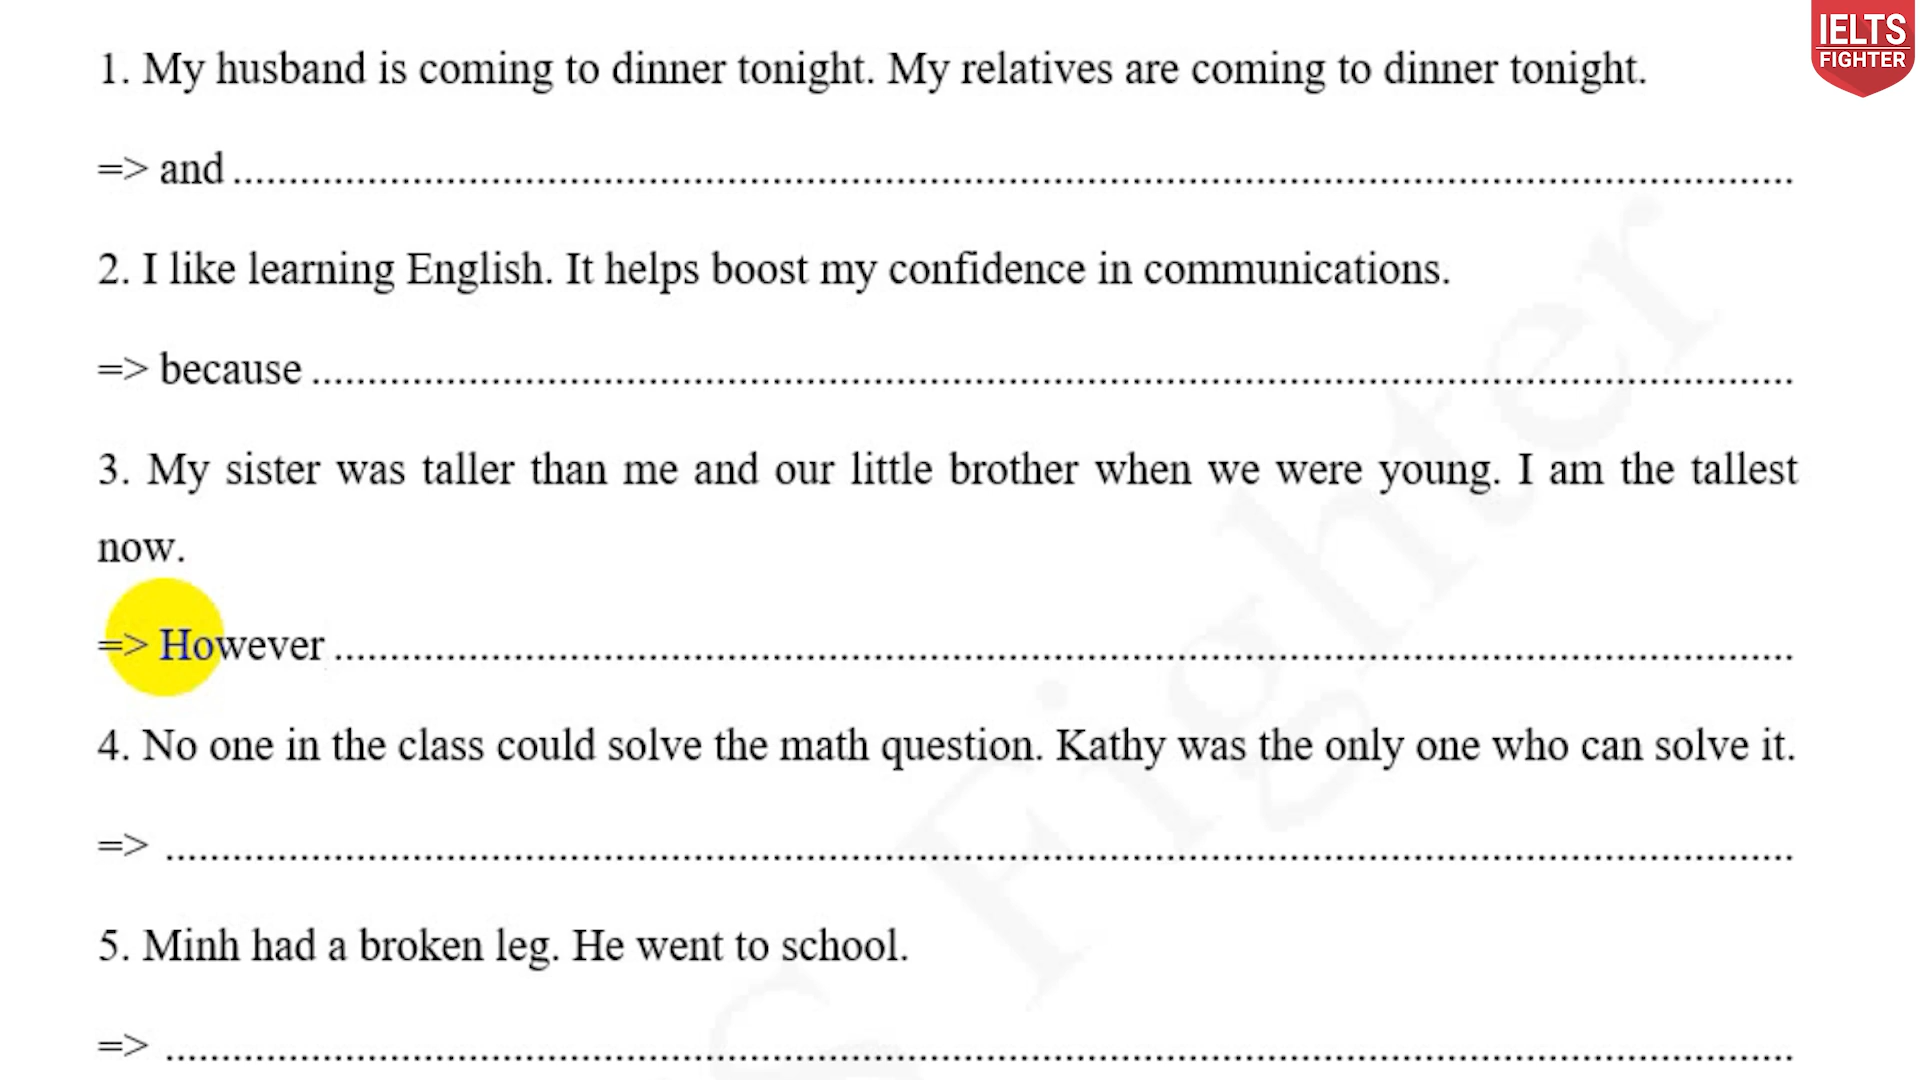 IELTS
FIGHTER
1. My husband is coming to dinner tonight. My relatives are coming to dinner tonight.
=> and ..........................................................................
2. I like learning English. It helps boost my confidence in communications.
=> because ..........................................................................
3. My sister was taller than me and our little brother when we were young. I am the tallest
now.
=> However ..........................................................................
4. No one in the class could solve the math question. Kathy was the only one who can solve it.
=> ..........................................................................
5. Minh had a broken leg. He went to school.
=> ..........................................................................
S Fighter